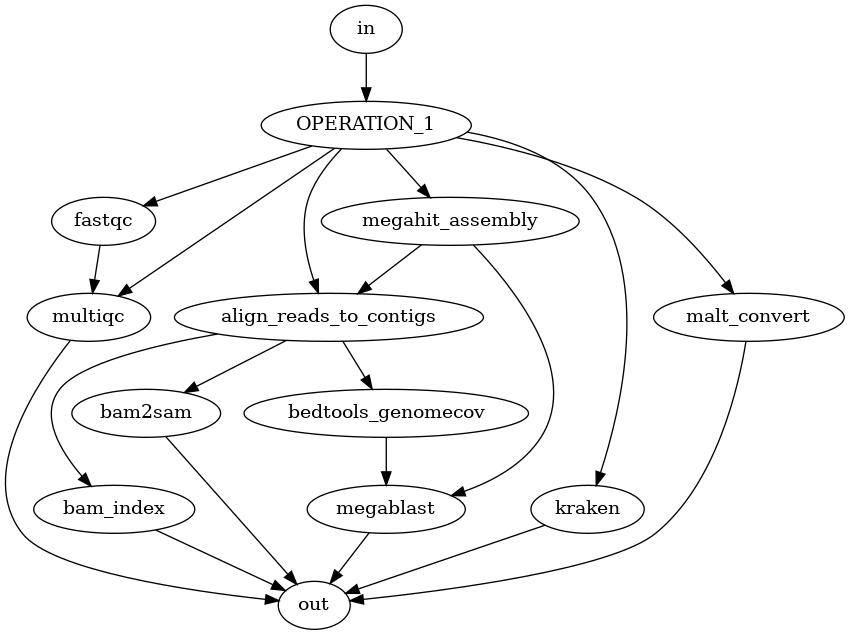 in
OPERATION_1
fastqc
megahit_assembly
multiqc
align_reads_to_contigs
malt_convert
bam2sam
bedtools_genomecov
bam_index
megablast
kraken
out